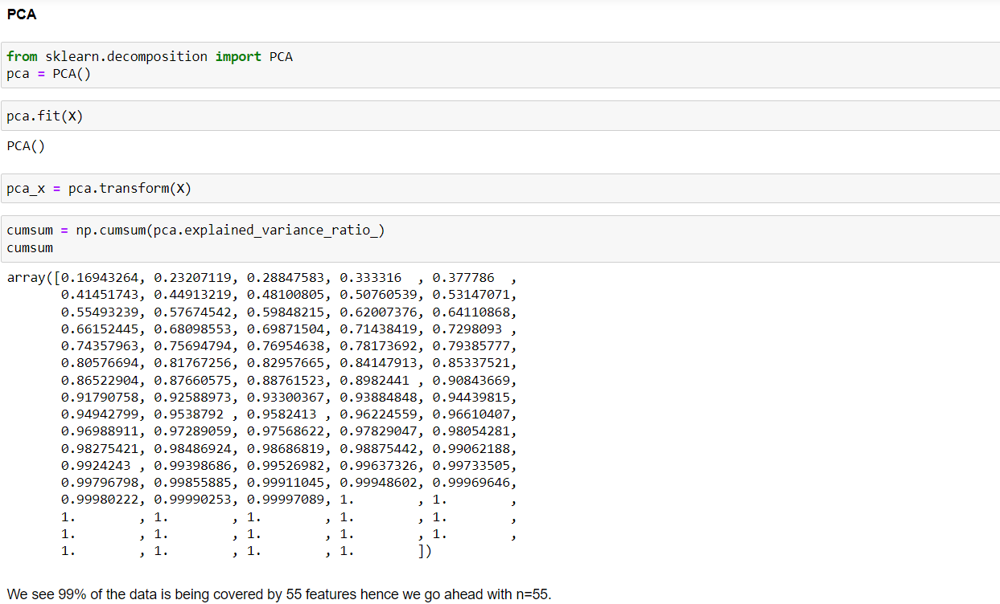 PCA
from sklearn.decomposition import PCA
pca = PCA()
pca.fit(X)
PCA()
pca_x = pca.transform(X)
cumsum = np.cumsum(pca.explained_variance_ratio_)
cumsum
array([0.16943264, 0.23207119, 0.28847583, 0.333316  , 0.377786  ,
       0.41451743, 0.44913219, 0.48100805, 0.50760539, 0.53147071,
       0.55493239, 0.57674542, 0.59848215, 0.62007376, 0.64110868,
       0.66152445, 0.68098553, 0.69871504, 0.71438419, 0.7298093 ,
       0.74357963, 0.75694794, 0.76954638, 0.78173692, 0.79385777,
       0.80576694, 0.81767256, 0.82957665, 0.84147913, 0.85337521,
       0.86522904, 0.87660575, 0.88761523, 0.8982441 , 0.90843669,
       0.91790758, 0.92588973, 0.93300367, 0.93884848, 0.94439815,
       0.94942799, 0.9538792 , 0.9582413 , 0.96224559, 0.96610407,
       0.96988911, 0.97289059, 0.97568622, 0.97829047, 0.98054281,
       0.98275421, 0.98486924, 0.98686819, 0.98875442, 0.99062188,
       0.9924243 , 0.99398686, 0.99526982, 0.99637326, 0.99733505,
       0.99796798, 0.99855885, 0.99911045, 0.99948602, 0.99969646,
       0.99980222, 0.99990253, 0.99997089, 1.        , 1.        ,
       1.        , 1.        , 1.        , 1.        , 1.        ,
       1.        , 1.        , 1.        , 1.        , 1.        ,
       1.        , 1.        , 1.        , 1.        ])
We see 99% of the data is being covered by 55 features hence we go ahead with n=55.